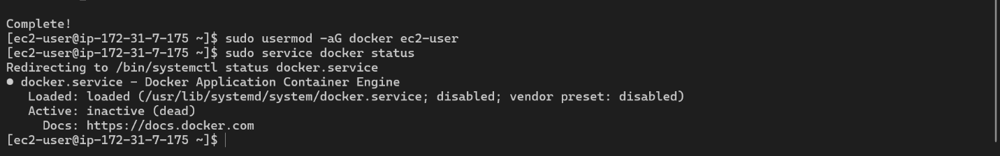 Complete!
[ec2-user@ip-172-31-7-175 ~]$ sudo usermod -aG docker ec2-user
[ec2-user@ip-172-31-7-175 ~]$ sudo service docker status
Redirecting to /bin/systemctl status docker.service
● docker.service - Docker Application Container Engine
   Loaded: loaded (/usr/lib/systemd/system/docker.service; disabled; vendor preset: disabled)
   Active: inactive (dead)
     Docs: https://docs.docker.com
[ec2-user@ip-172-31-7-175 ~]$